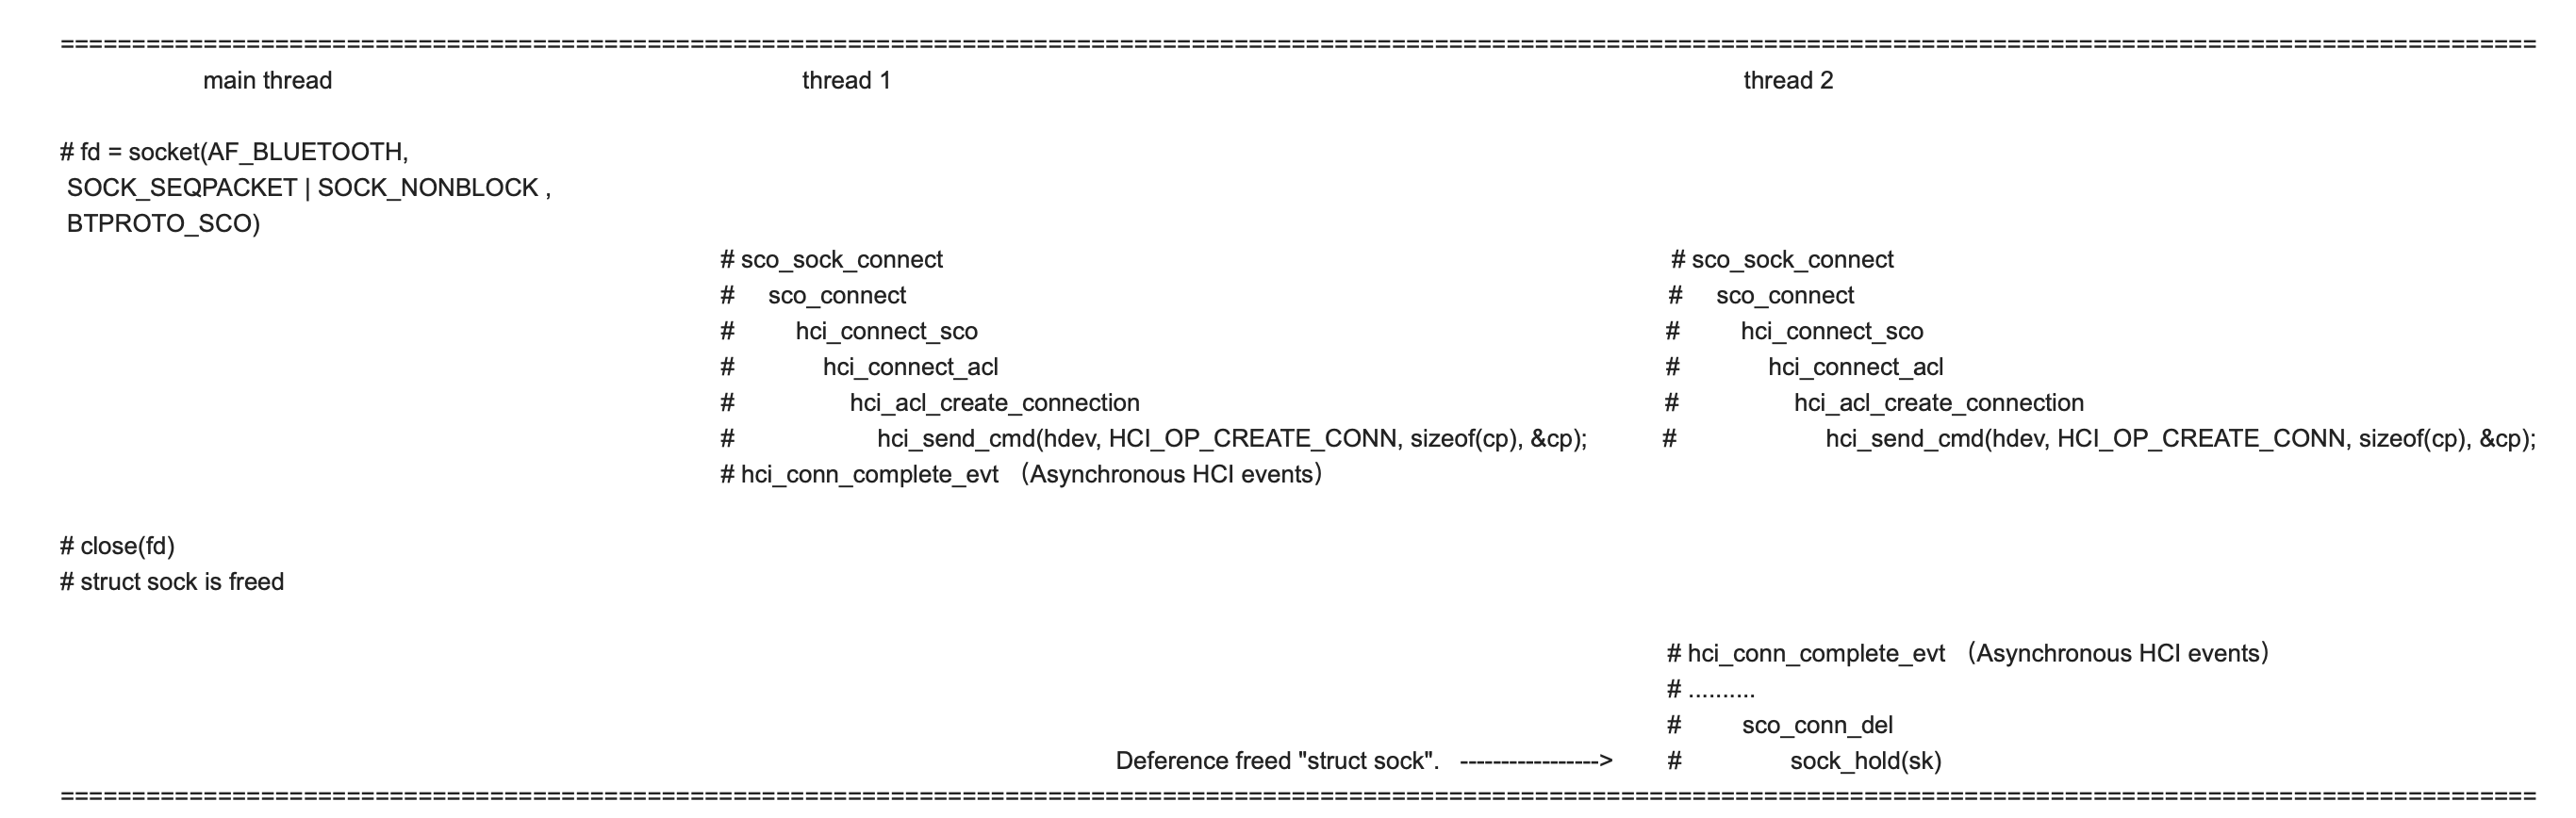 ================================================================================
main thread thread 1 thread 2
# fd = socket(AF_BLUETOOTH,
SOCK_SEQPACKET | SOCK_NONBLOCK ,
BTPROTO_SCO)
# sco_sock_connect # sco_sock_connect
# sco_connect # sco_connect
# hci_connect_sco # hci_connect_sco
# hci_connect_acl # hci_connect_acl
# hci_acl_create_connection # hci_acl_create_connection
# hci_send_cmd(hdev, HCI_OP_CREATE_CONN, sizeof(cp), &cp); # hci_send_cmd(hdev, HCI_OP_CREATE_CONN, sizeof(cp), &cp);
# hci_conn_complete_evt （Asynchronous HCI events）
# close(fd)
# struct sock is freed
# hci_conn_complete_evt （Asynchronous HCI events）
# ..........
# sco_conn_del
Deference freed "struct sock". -----------------> # sock_hold(sk)
================================================================================